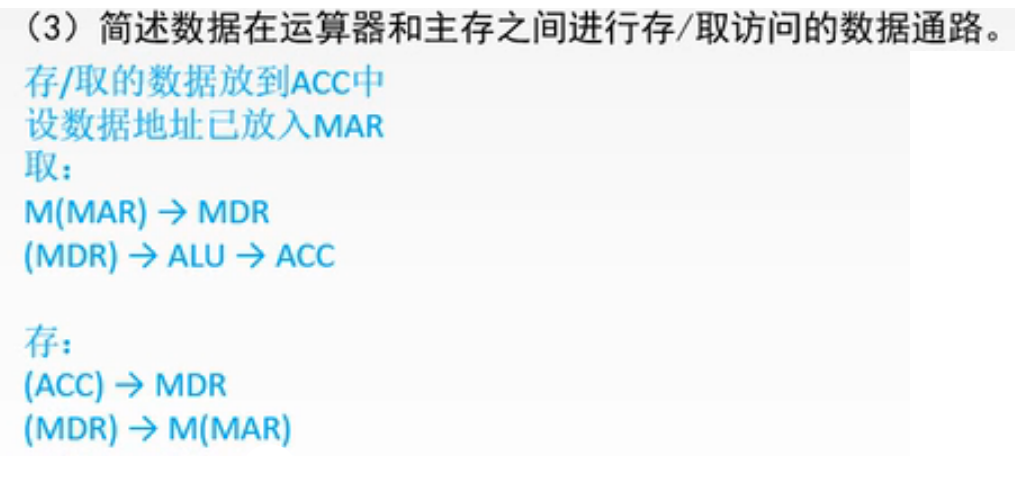 （3）简述数据在运算器和主存之间进行存/取访问的数据通路。
存/取的数据放到ACC中
设数据地址已放入MAR
取：
M(MAR) → MDR
(MDR) → ALU → ACC
存：
(ACC) → MDR
(MDR) → M(MAR)